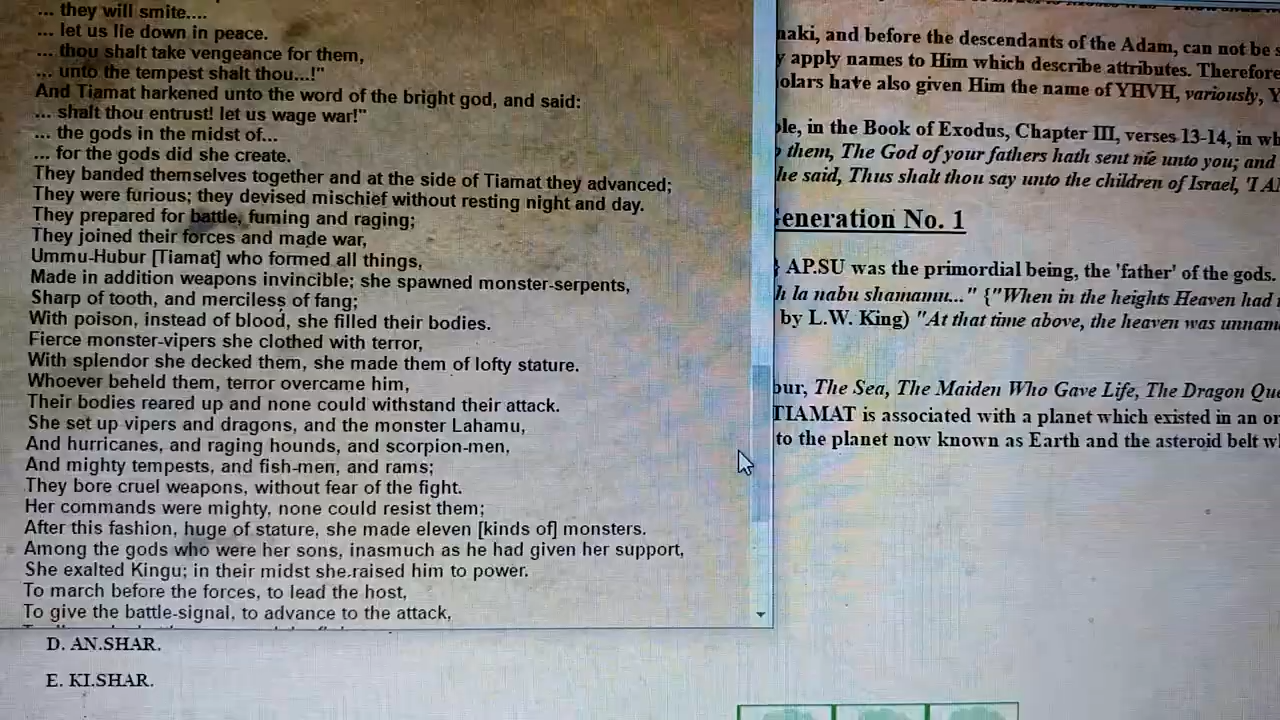 ... they will smite....
... let us lie down in peace.
... thou shalt take vengeance for them,
... unto the tempest shalt thou...!"
And Tiamat harkened unto the word of the bright god, and said:
... shalt thou entrust! let us wage war!"
... the gods in the midst of...
... for the gods did she create.
They banded themselves together and at the side of Tiamat they advanced;
They were furious; they devised mischief without resting night and day.
They prepared for battle, fuming and raging;
They joined their forces and made war,
Ummu-Hubur [Tiamat] who formed all things,
Made in addition weapons invincible; she spawned monster-serpents,
Sharp of tooth, and merciless of fang;
With poison, instead of blood, she filled their bodies.
Fierce monster-vipers she clothed with terror,
With splendor she decked them, she made them of lofty stature.
Whoever beheld them, terror overcame him,
Their bodies reared up and none could withstand their attack.
She set up vipers and dragons, and the monster Lahamu,
And hurricanes, and raging hounds, and scorpion-men,
And mighty tempests, and fish-men, and rams;
They bore cruel weapons, without fear of the fight.
Her commands were mighty, none could resist them;
After this fashion, huge of stature, she made eleven [kinds of] monsters.
Among the gods who were her sons, inasmuch as he had given her support,
She exalted Kingu; in their midst she raised him to power.
To march before the forces, to lead the host,
To give the battle-signal, to advance to the attack,
D. AN.SHAR.
E. KI.SHAR.
naki, and before the descendants of the Adam, can not be
y apply names to Him which describe attributes. Therefore
olars have also given Him the name of YHVH, variously,
ble, in the Book of Exodus, Chapter III, verses 13-14, in
them, The God of your fathers hath sent me unto you; and
he said, Thus shalt thou say unto the children of Israel, 'I
eneration No. 1
AP.SU was the primordial being, the 'father' of the gods.
h la nabu shamamu..." {"When in the heights Heaven had
by L.W. King) "At that time above, the heaven was
bur, The Sea, The Maiden Who Gave Life, The Dragon
TIAMAT is associated with a planet which existed in an
to the planet now known as Earth and the asteroid belt